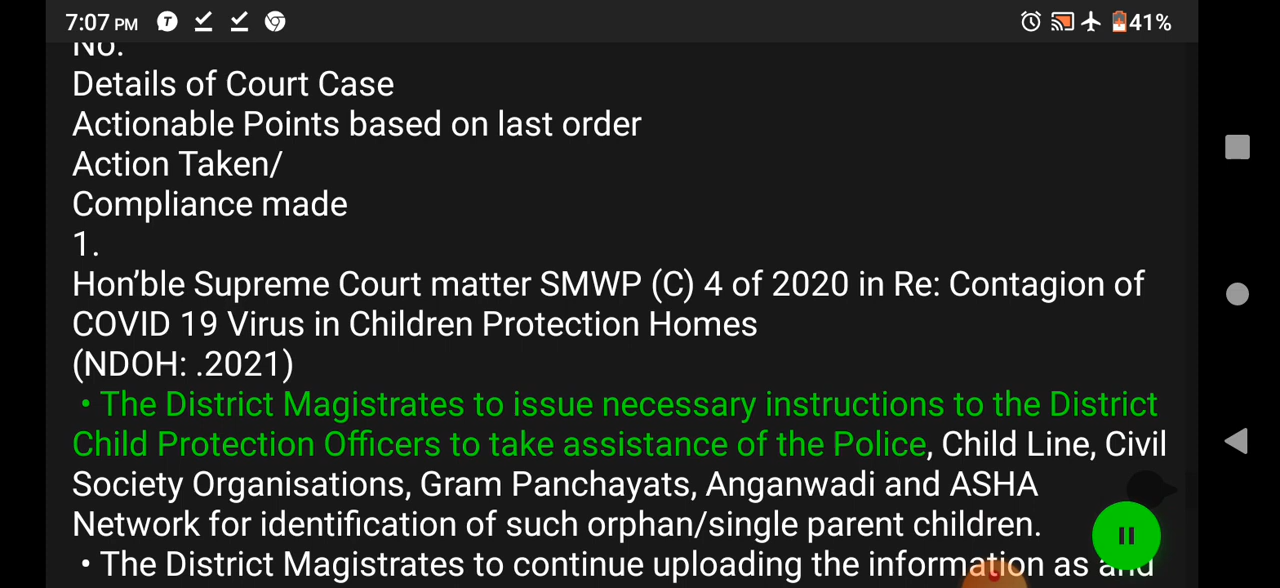 7:07 PM
41%
No.
Details of Court Case
Actionable Points based on last order
Action Taken/
Compliance made
1.
Hon’ble Supreme Court matter SMWP (C) 4 of 2020 in Re: Contagion of
COVID 19 Virus in Children Protection Homes
(NDOH: .2021)
• The District Magistrates to issue necessary instructions to the District
Child Protection Officers to take assistance of the Police, Child Line, Civil
Society Organisations, Gram Panchayats, Anganwadi and ASHA
Network for identification of such orphan/single parent children.
• The District Magistrates to continue uploading the information as and